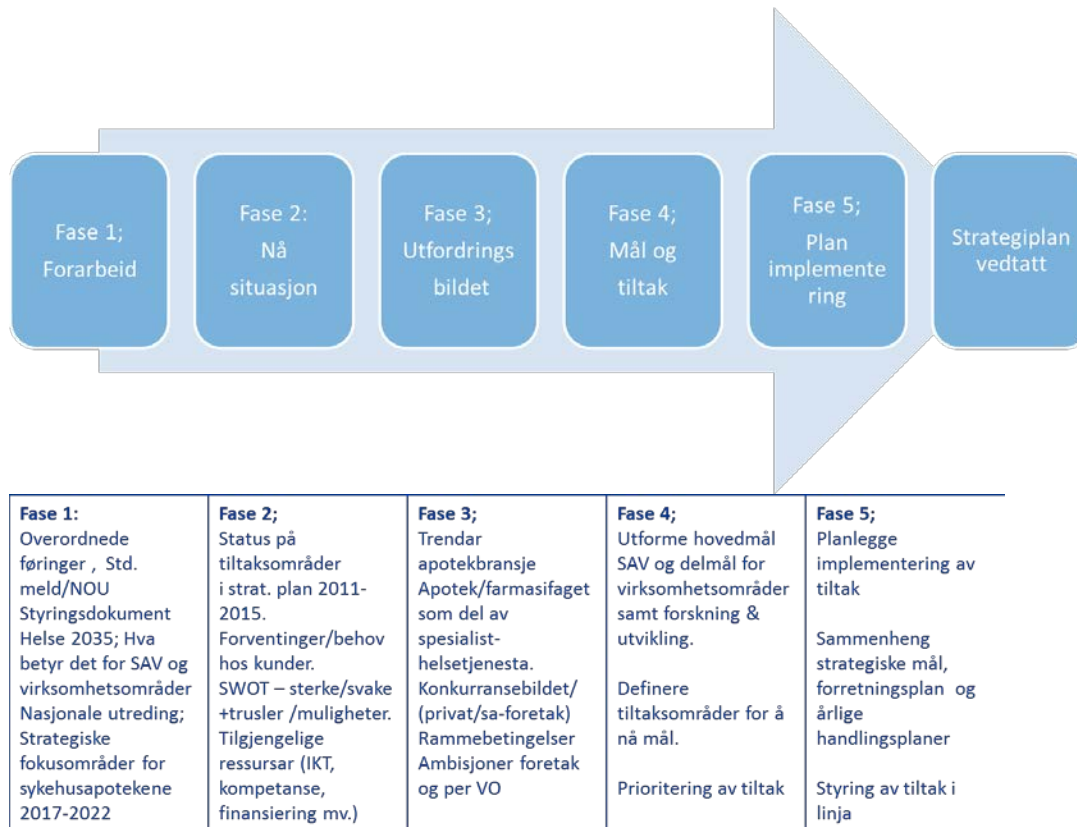 Fase 1;
Forarbeid
Fase 2:
Nå
situasjon
Fase 3;
Utfordrings
bildet
Fase 4;
Mål og
tiltak
Fase 5;
Plan
implemente
ring
Strategiplan
vedtatt
Fase 1:
Overordnede
føringer , Std.
meld/NOU
Styringsdokument
Helse 2035; Hva
betyr det for SAV og
virksomhetsområder
Nasjonale utreding;
Strategiske
fokusområder for
sykehusapotekene
2017-2022
Fase 2;
Status på
tiltaksområder
i strat. plan 2011-
2015.
Forventinger/behov
hos kunder.
SWOT – sterke/svake
+trusler /muligheter.
Tilgjengelige
ressursar (IKT,
kompetanse,
finansiering mv.)
Fase 3;
Trendar
apotekbransje
Apotek/farmasifaget
som del av
spesialist-
helsetjenesta.
Konkurransebildet/
(privat/sa-foretak)
Rammebetingelser
Ambisjoner foretak
og per VO
Fase 4;
Utforme hovedmål
SAV og delmål for
virksomhetsområder
samt forskning &
utvikling.
Definere
tiltaksområder for å
nå mål.
Prioritering av tiltak
Fase 5;
Planlegge
implementering av
tiltak
Sammenheng
strategiske mål,
forretningsplan og
årlige
handlingsplaner
Styring av tiltak i
linja